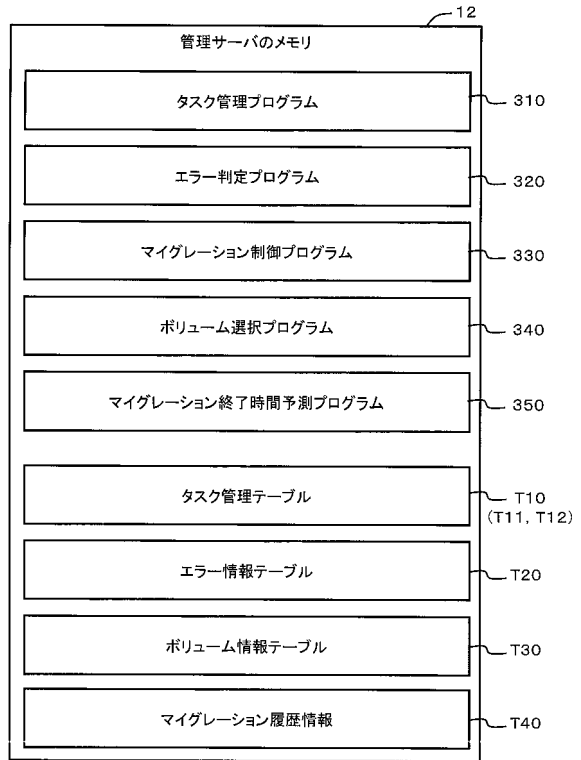 12
管理サーバのメモリ
タスク管理プログラム
310
エラー判定プログラム
320
マイグレーション制御プログラム
330
ボリューム選択プログラム
340
マイグレーション終了時間予測プログラム
350
タスク管理テーブル
T10
(T11, T12)
エラー情報テーブル
T20
ボリューム情報テーブル
T30
マイグレーション履歴情報
T40